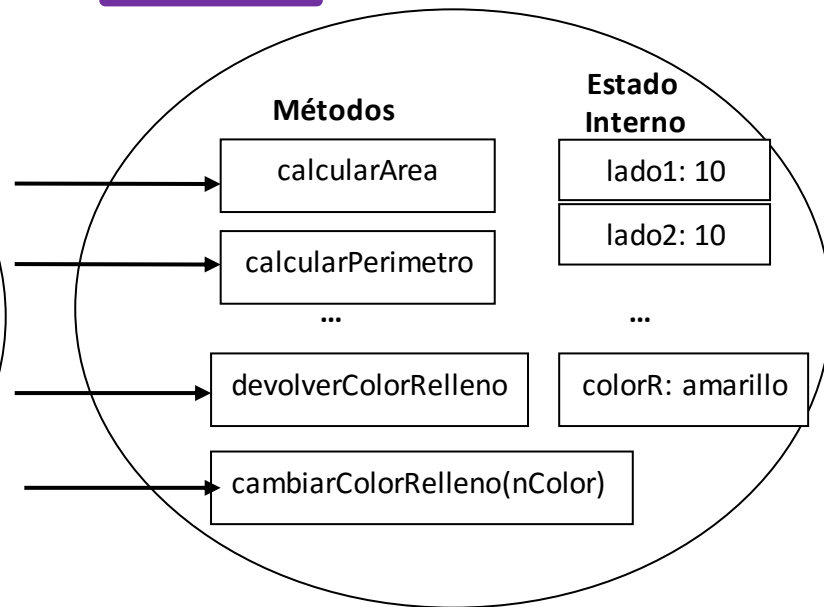 Métodos
Estado
Interno
calcularArea
lado1: 10
calcularPerimetro
lado2: 10
...
...
devolverColorRelleno
colorR: amarillo
cambiarColorRelleno(nColor)